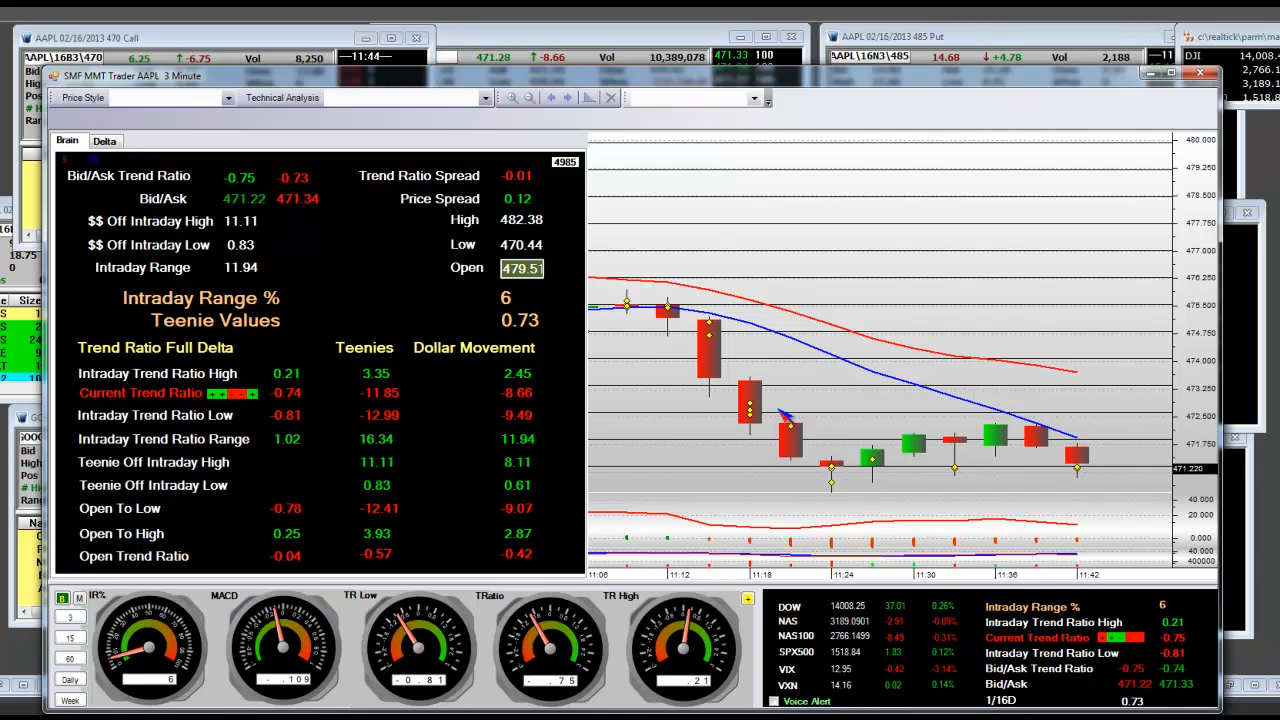 AAPL 02/16/2013 470 Call
AAPL 02/16/2013 485 Put
c:\realtick\parm\mark
AAPL\16B3\470 6.25 ↑ -6.75 Vol 8,250 11:44
471.28 ↑ -8.66 Vol 10,389,078 471.33 100
AAPL\16N3\485 14.68 ↓ +4.78 Vol 2,188
DJI 14,008.
2,766.1
3,189.1
1,518.8
SMF MMT Trader AAPL 3 Minute
Price Style
Technical Analysis
Brain
Delta
4985
Bid/Ask Trend Ratio -0.75 -0.73 Trend Ratio Spread -0.01
Bid/Ask 471.22 471.34 Price Spread 0.12
$$ Off Intraday High 11.11 High 482.38
$$ Off Intraday Low 0.83 Low 470.44
Intraday Range 11.94 Open 479.51
Intraday Range % 6
Teenie Values 0.73
Trend Ratio Full Delta Teenies Dollar Movement
Intraday Trend Ratio High 0.21 3.35 2.45
Current Trend Ratio + + - - + -0.74 -11.85 -8.66
Intraday Trend Ratio Low -0.81 -12.99 -9.49
Intraday Trend Ratio Range 1.02 16.34 11.94
Teenie Off Intraday High 11.11 8.11
Teenie Off Intraday Low 0.83 0.61
Open To Low -0.78 -12.41 -9.07
Open To High 0.25 3.93 2.87
Open Trend Ratio -0.04 -0.57 -0.42
480.000
479.250
478.500
477.750
477.000
476.250
475.500
474.750
474.000
473.250
472.500
471.750
471.220
40.000
20.000
0.000
40.000
400000
11:06 11:12 11:18 11:24 11:30 11:36 11:42
B M
3
15
60
Daily
Week
IR% MACD TR Low TRatio TR High
6 -.109 -0.81 -.75 .21
DOW 14008.25 37.01 0.26%
NAS 3189.0901 -2.91 -0.09%
NAS100 2766.1499 -8.49 -0.31%
SPX500 1518.84 1.83 0.12%
VIX 12.95 -0.42 -3.14%
VXN 14.16 0.02 0.14%
Voice Alert
Intraday Range % 6
Intraday Trend Ratio High 0.21
Current Trend Ratio -0.75
Intraday Trend Ratio Low -0.81
Bid/Ask Trend Ratio -0.75 -0.74
Bid/Ask 471.22 471.33
1/16D 0.73